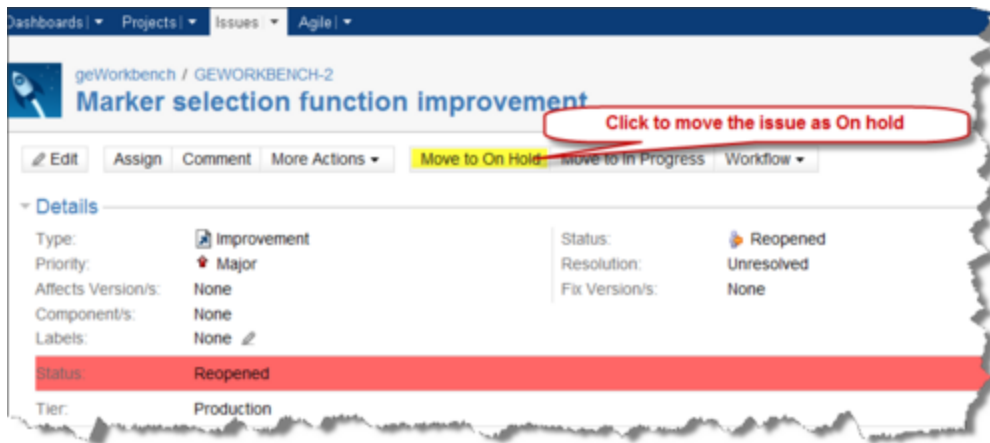 Dashboards Projects Issues Agile
geWorkbench / GEWORKBENCH-2
Marker selection function improvement
Click to move the issue as On hold
Edit Assign Comment More Actions Move to On Hold Move to In Progress Workflow
Details
Type: Improvement Status: Reopened
Priority: Major Resolution: Unresolved
Affects Version/s: None Fix Version/s: None
Component/s: None
Labels: None
Status: Reopened
Tier: Production